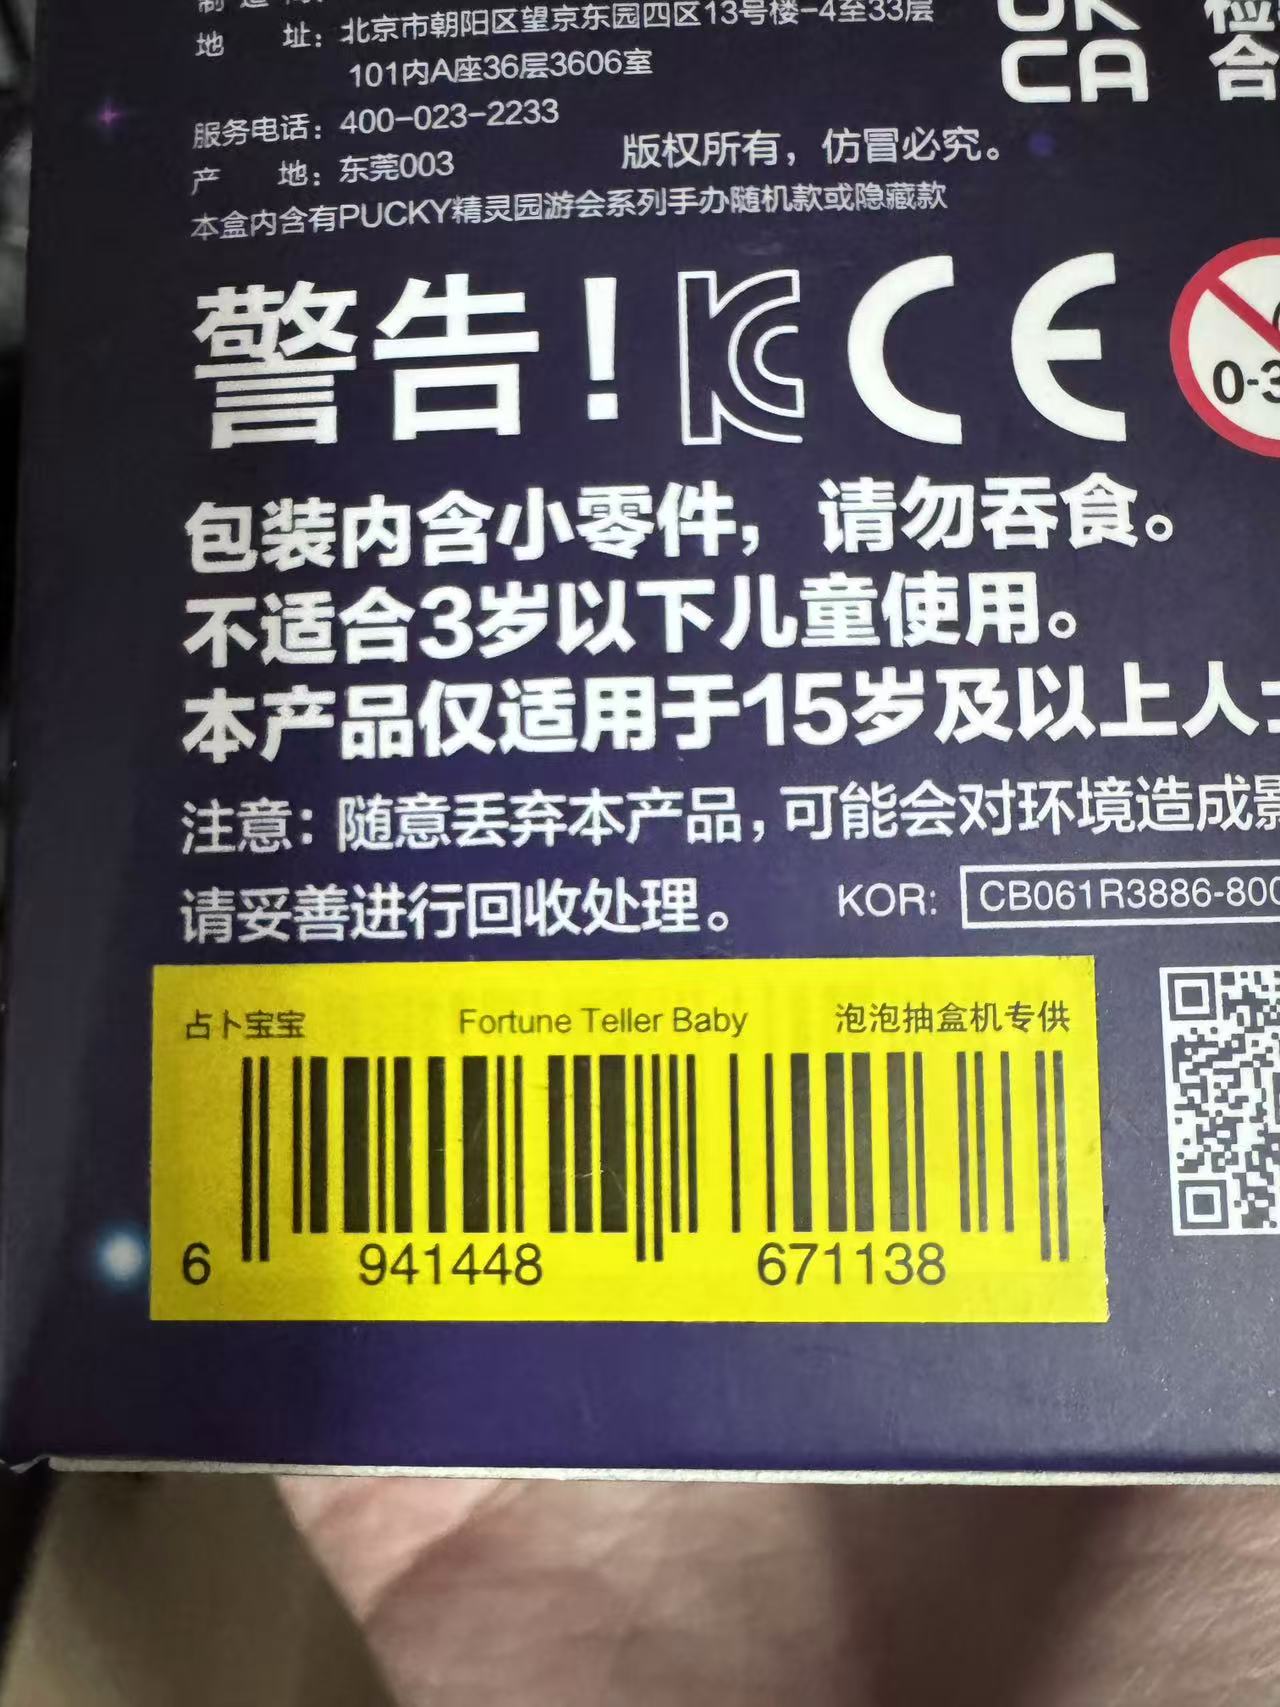 地 址：北京市朝阳区望京东园四区13号楼-4至33层
101内A座36层3606室
服务电话：400-023-2233
产 地：东莞003
版权所有，仿冒必究。
本盒内含有PUCKY精灵园游会系列手办随机款或隐藏款
UK
CA
检
合
警告！
KC CE
0-3
包装内含小零件，请勿吞食。
不适合3岁以下儿童使用。
本产品仅适用于15岁及以上人士
注意：随意丢弃本产品，可能会对环境造成影
请妥善进行回收处理。
KOR: CB061R3886-800
占卜宝宝 Fortune Teller Baby 泡泡抽盒机专供
6 941448 671138